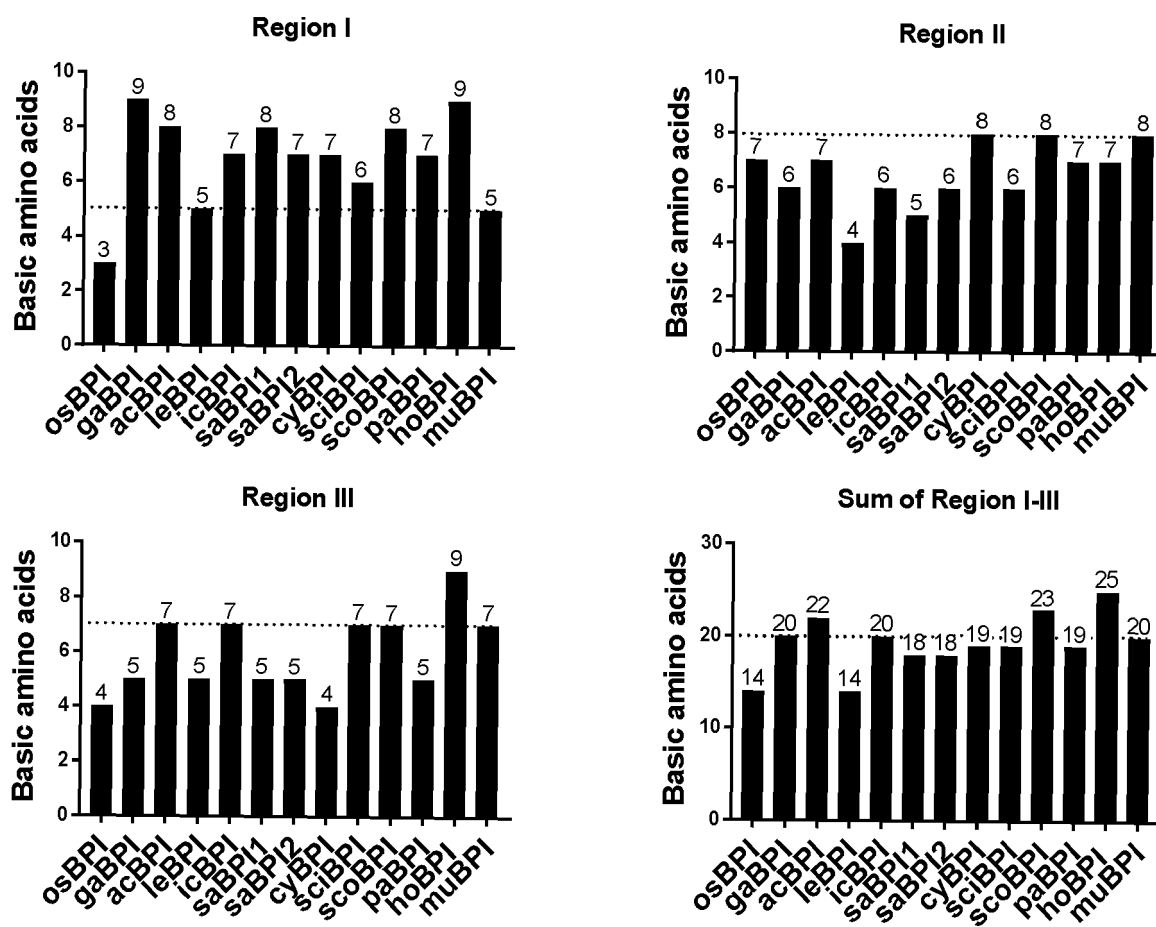 Region I
Basic amino acids
10
8
6
4
2
0
3 9 8 5 7 8 7 7 6 8 7 9 5
osBPI gaBPI acBPI leBPI icBPI saBPI1 saBPI2 cyBPI sciBPI scoBPI paBPI hoBPI muBPI
Region II
Basic amino acids
10
8
6
4
2
0
7 6 7 4 6 5 6 8 6 8 7 7 8
osBPI gaBPI acBPI leBPI icBPI saBPI1 saBPI2 cyBPI sciBPI scoBPI paBPI hoBPI muBPI
Region III
Basic amino acids
10
8
6
4
2
0
4 5 7 5 7 5 5 4 7 7 5 9 7
osBPI gaBPI acBPI leBPI icBPI saBPI1 saBPI2 cyBPI sciBPI scoBPI paBPI hoBPI muBPI
Sum of Region I-III
Basic amino acids
30
20
10
0
14 20 22 14 20 18 18 19 19 23 19 25 20
osBPI gaBPI acBPI leBPI icBPI saBPI1 saBPI2 cyBPI sciBPI scoBPI paBPI hoBPI muBPI